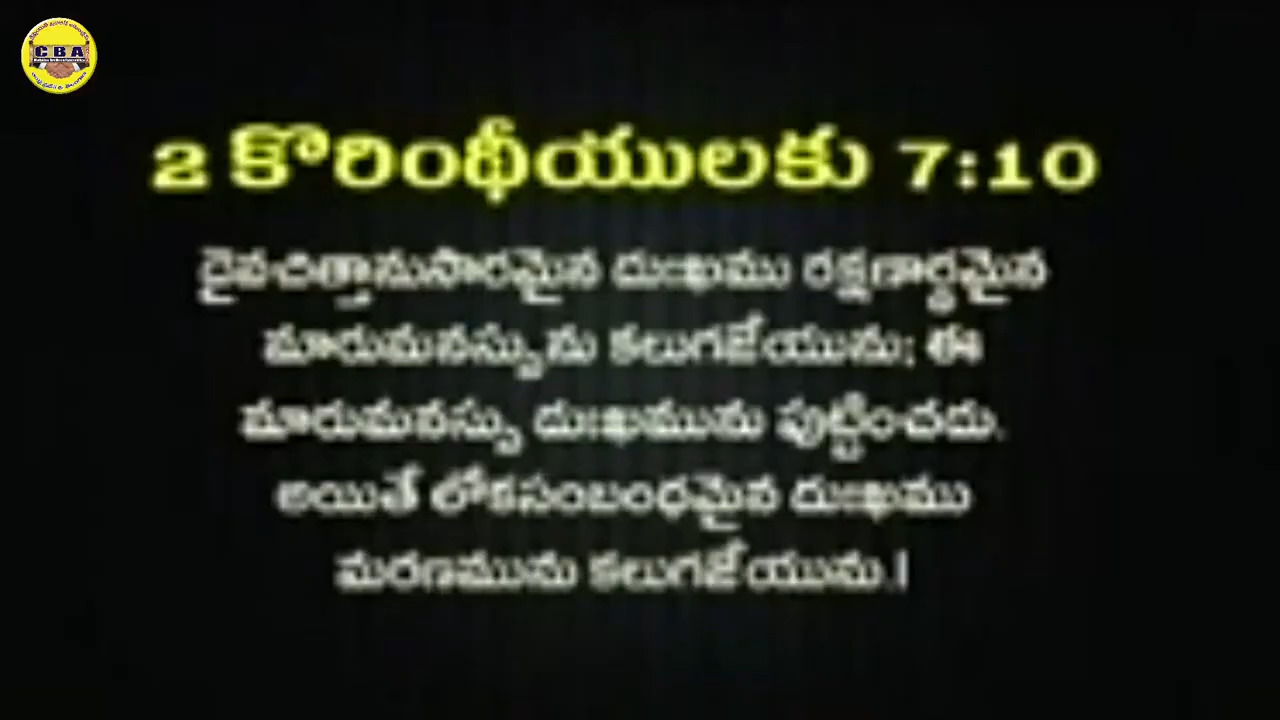 CBA
2 కొరింథీయులకు 7:10
దైవచిత్తానుసారమైన దుఃఖము రక్షణార్థమైన
మారుమనస్సును కలుగజేయును; ఈ
మారుమనస్సు దుఃఖమును పుట్టించదు.
అయితే లోకసంబంధమైన దుఃఖము
మరణమును కలుగజేయును.I